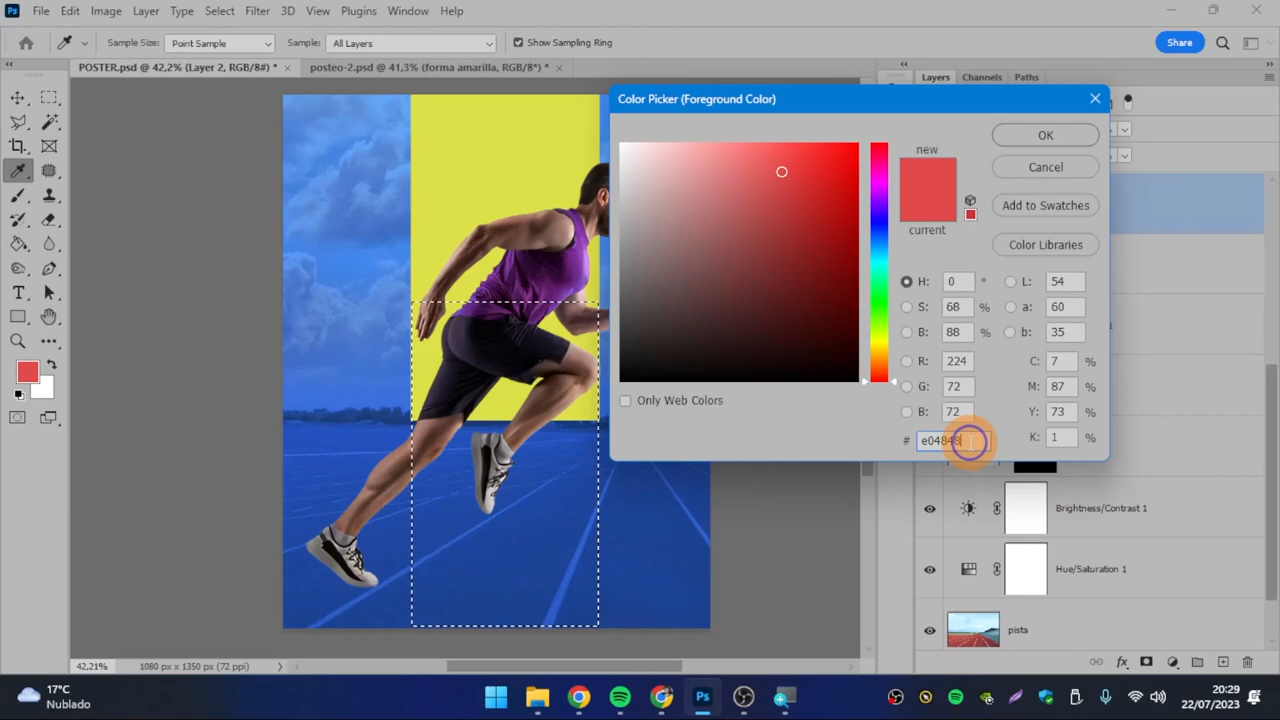 Ps File Edit Image Layer Type Select Filter 3D View Plugins Window Help
Sample Size: Point Sample Sample: All Layers Show Sampling Ring Share
POSTER.psd @ 42,2% (Layer 2, RGB/8#) * posteo-2.psd @ 41,3% (forma amarilla, RGB/8*) * Layers Channels Paths
Color Picker (Foreground Color)
new
current
OK
Cancel
Add to Swatches
Color Libraries
H: 0 ° L: 54
S: 68 % a: 60
B: 88 % b: 35
R: 224 C: 7 %
G: 72 M: 87 %
B: 72 Y: 73 %
# e04848 K: 1 %
Only Web Colors
Brightness/Contrast 1
Hue/Saturation 1
pista
42,21% 1080 px x 1350 px (72 ppi)
17°C
Nublado
Ps
20:29
22/07/2023